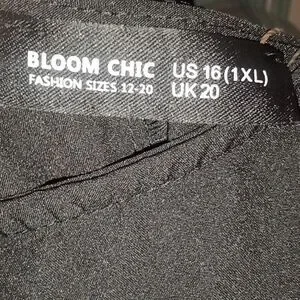 BLOOM CHIC
FASHION SIZES 12-20
US 16 (1XL)
UK 20